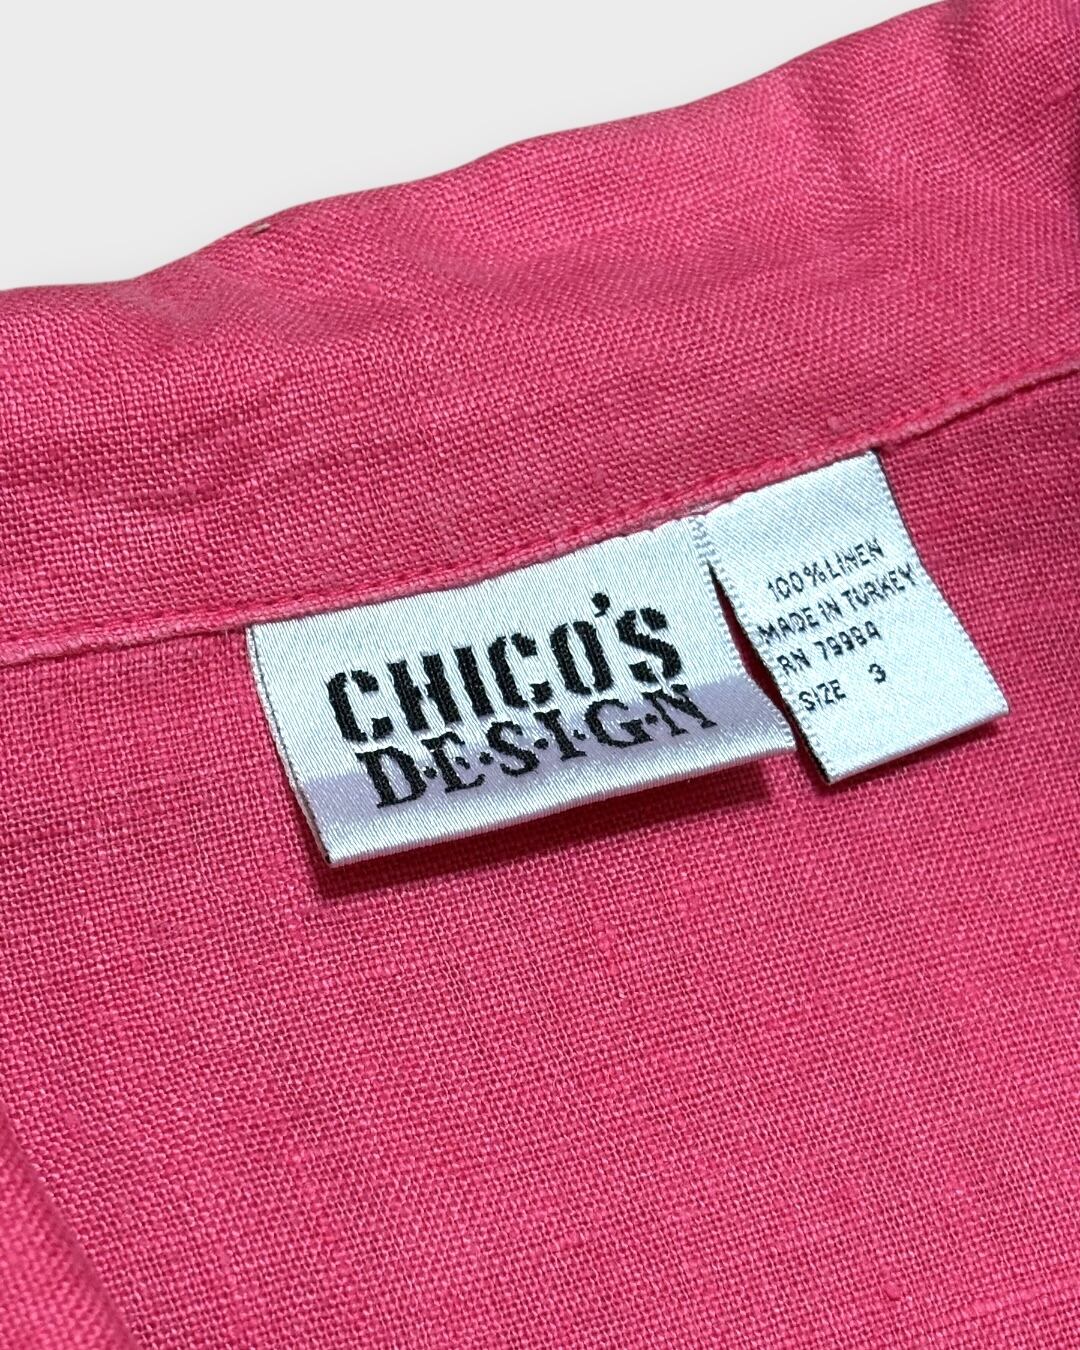 CHICO'S
D·E·S·I·G·N
100% LINEN
MADE IN TURKEY
RN 79984
SIZE 3